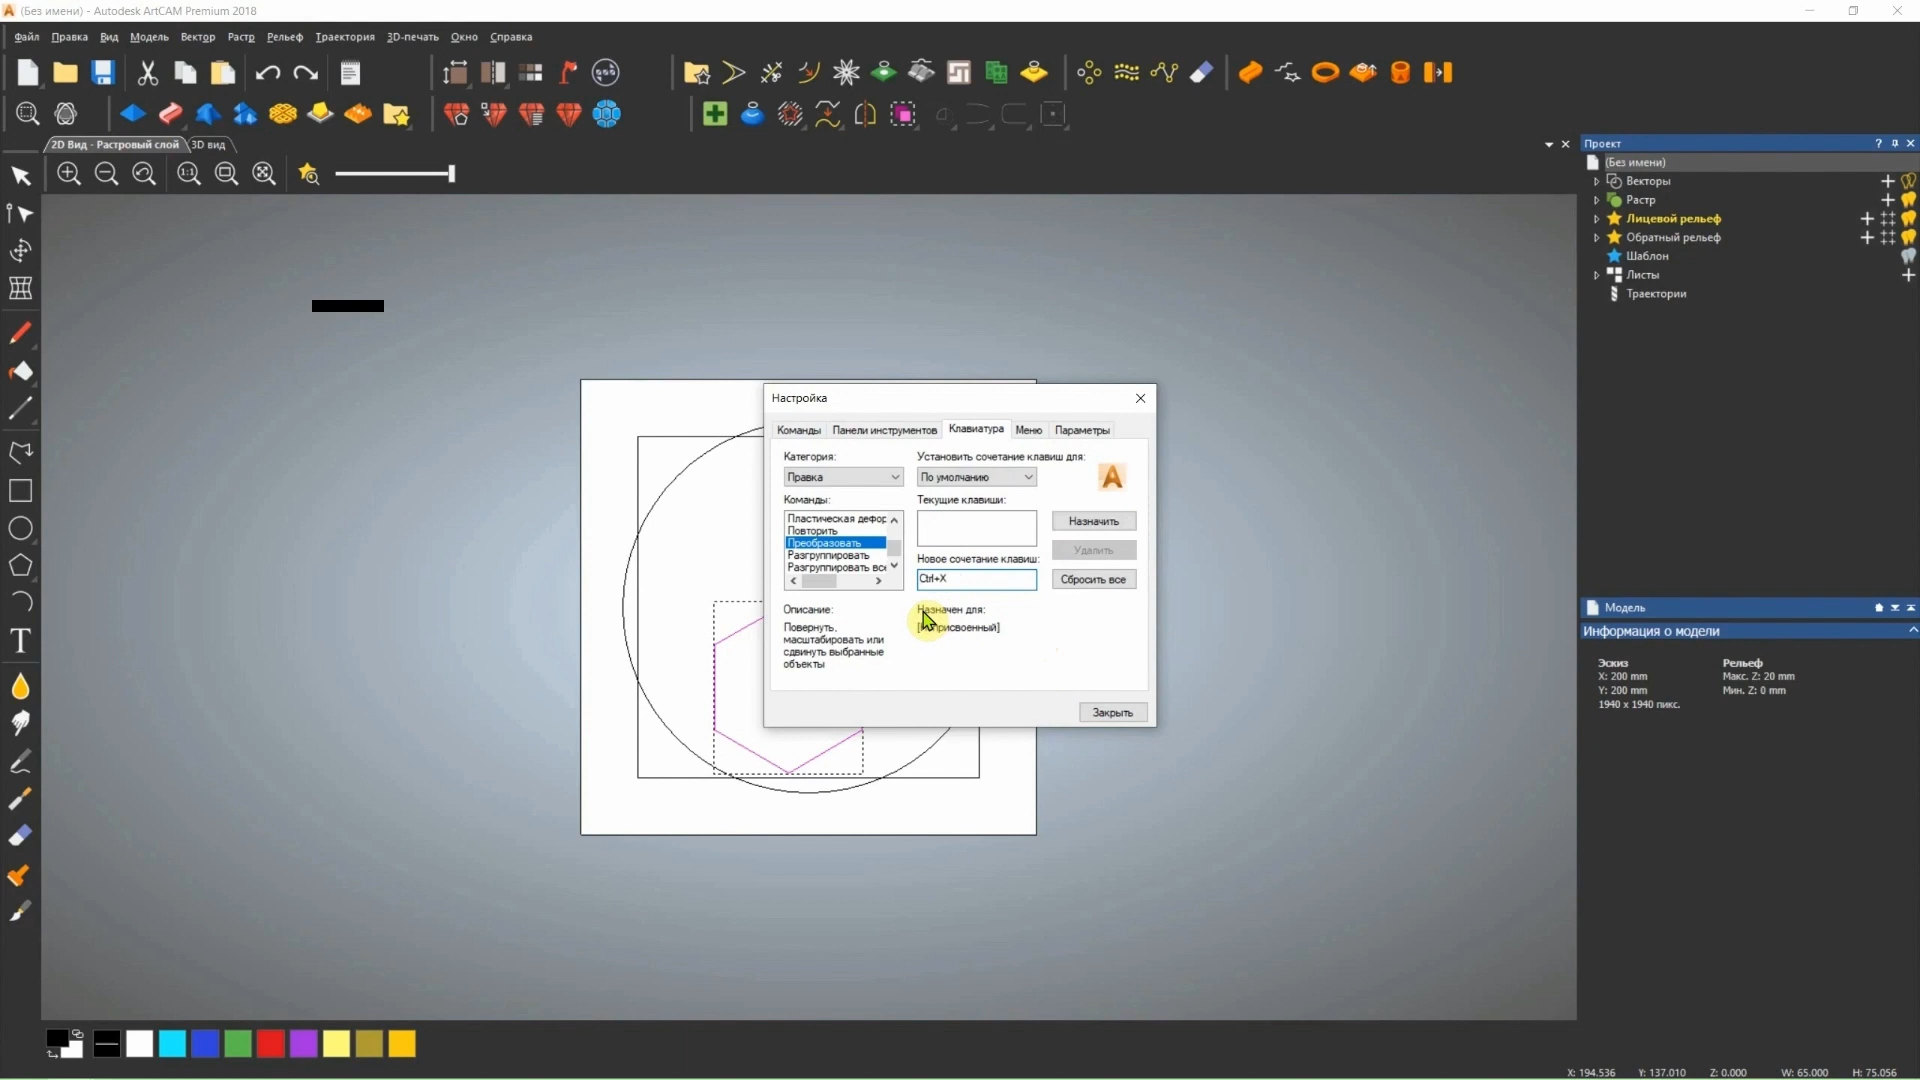 (Без имени) - Autodesk ArtCAM Premium 2018
Файл Правка Вид Модель Вектор Растр Рельеф Траектория 3D-печать Окно Справка
2D Вид - Растровый слой 3D вид
1:1
Проект
(Без имени)
Векторы
Растр
Лицевой рельеф
Обратный рельеф
Шаблон
Листы
Траектории
Настройка
Команды Панели инструментов Клавиатура Меню Параметры
Категория: Установить сочетание клавиш для:
Правка По умолчанию
Команды: Текущие клавиши:
Пластическая дефор
Повторить
Преобразовать
Разгруппировать
Разгруппировать все
Назначить
Новое сочетание клавиш:
Удалить
Ctrl+X
Сбросить все
Описание: Назначен для:
Повернуть, масштабировать или сдвинуть выбранные объекты
Закрыть
Модель
Информация о модели
Эскиз Рельеф
X: 200 mm Макс. Z: 20 mm
Y: 200 mm Мин. Z: 0 mm
1940 x 1940 пикс.
T
X: 194.536 Y: 137.010 Z: 0.000 W: 65.000 H: 75.056